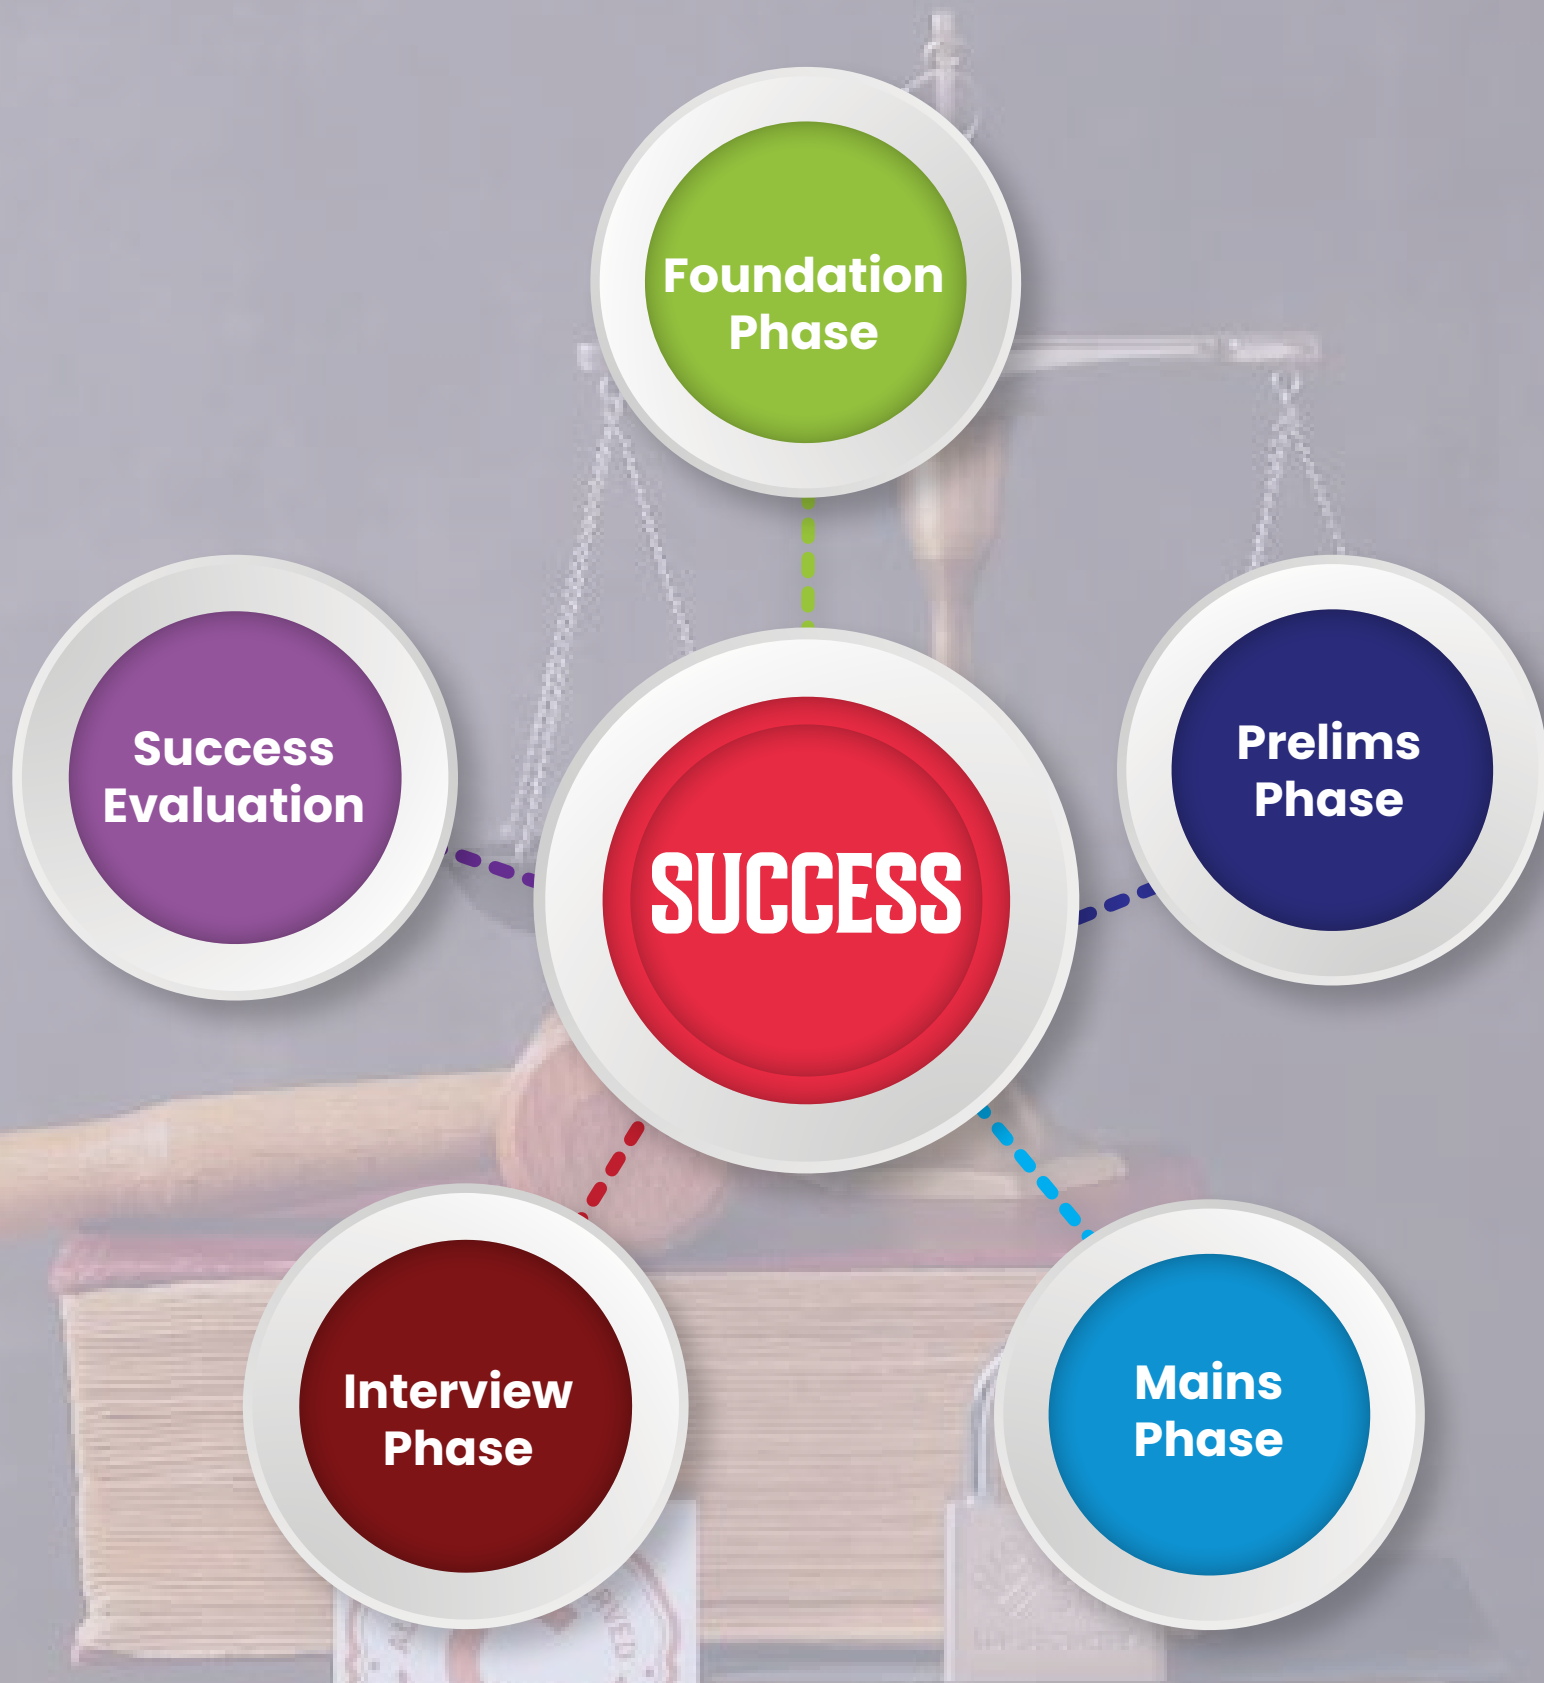 Foundation
Phase
Success
Evaluation
Prelims
Phase
SUCCESS
Interview
Phase
Mains
Phase